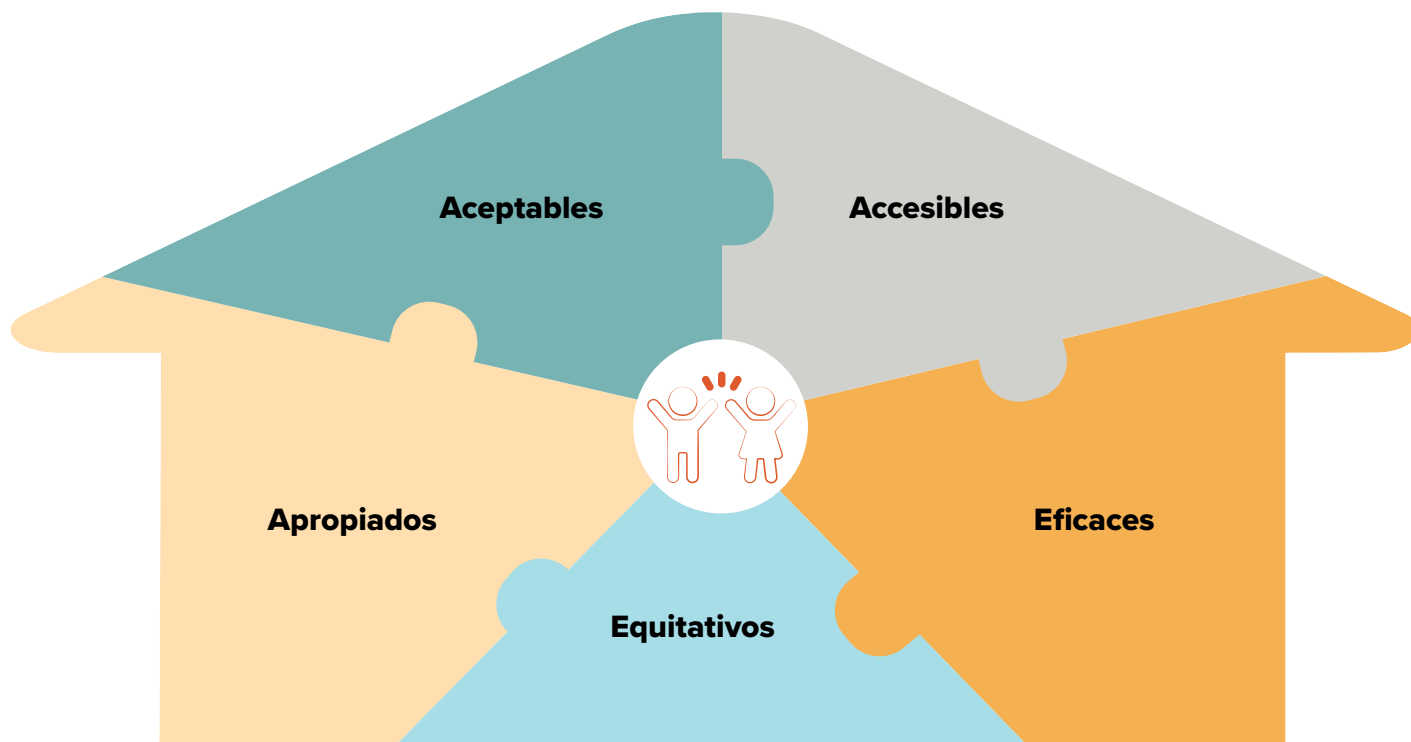 Aceptables
Accesibles
Apropiados
Eficaces
Equitativos